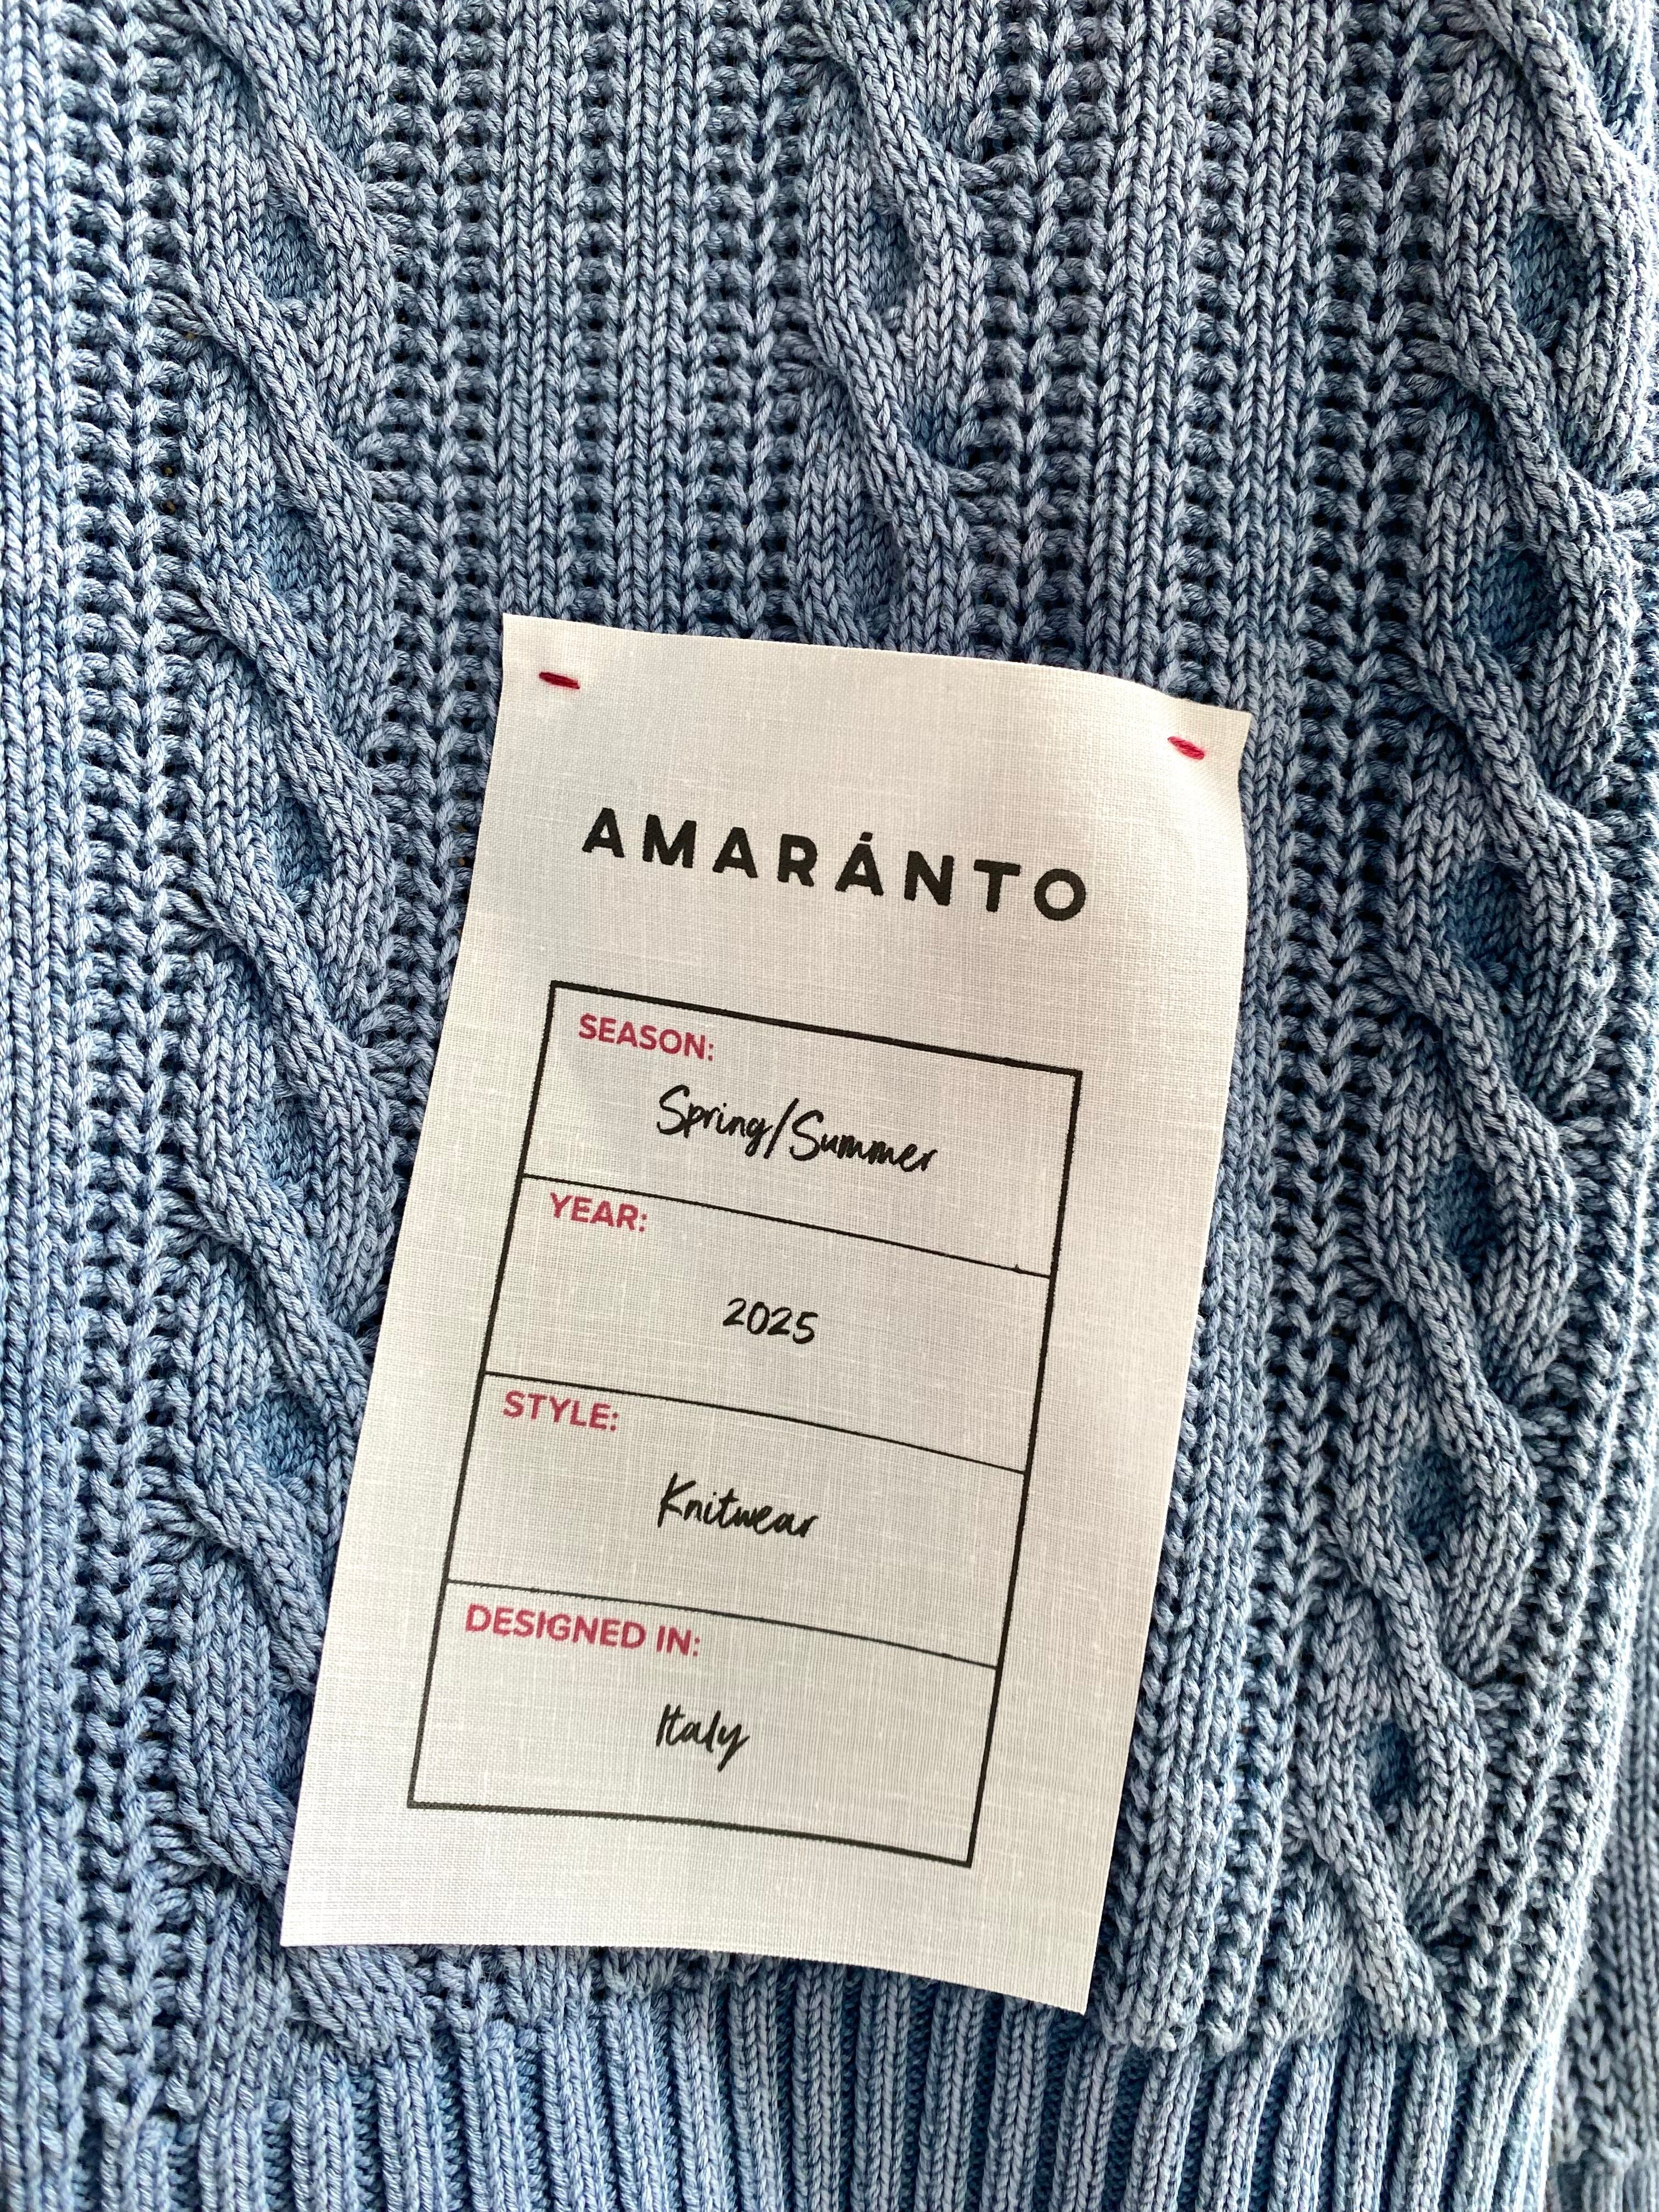 AMARÁNTO
SEASON:
Spring/Summer
YEAR:
2025
STYLE:
Knitwear
DESIGNED IN:
Italy